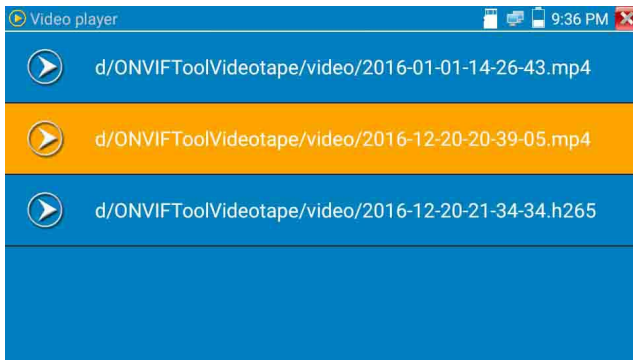 Video player
9:36 PM
d/ONVIFToolVideotape/video/2016-01-01-14-26-43.mp4
d/ONVIFToolVideotape/video/2016-12-20-20-39-05.mp4
d/ONVIFToolVideotape/video/2016-12-20-21-34-34.h265